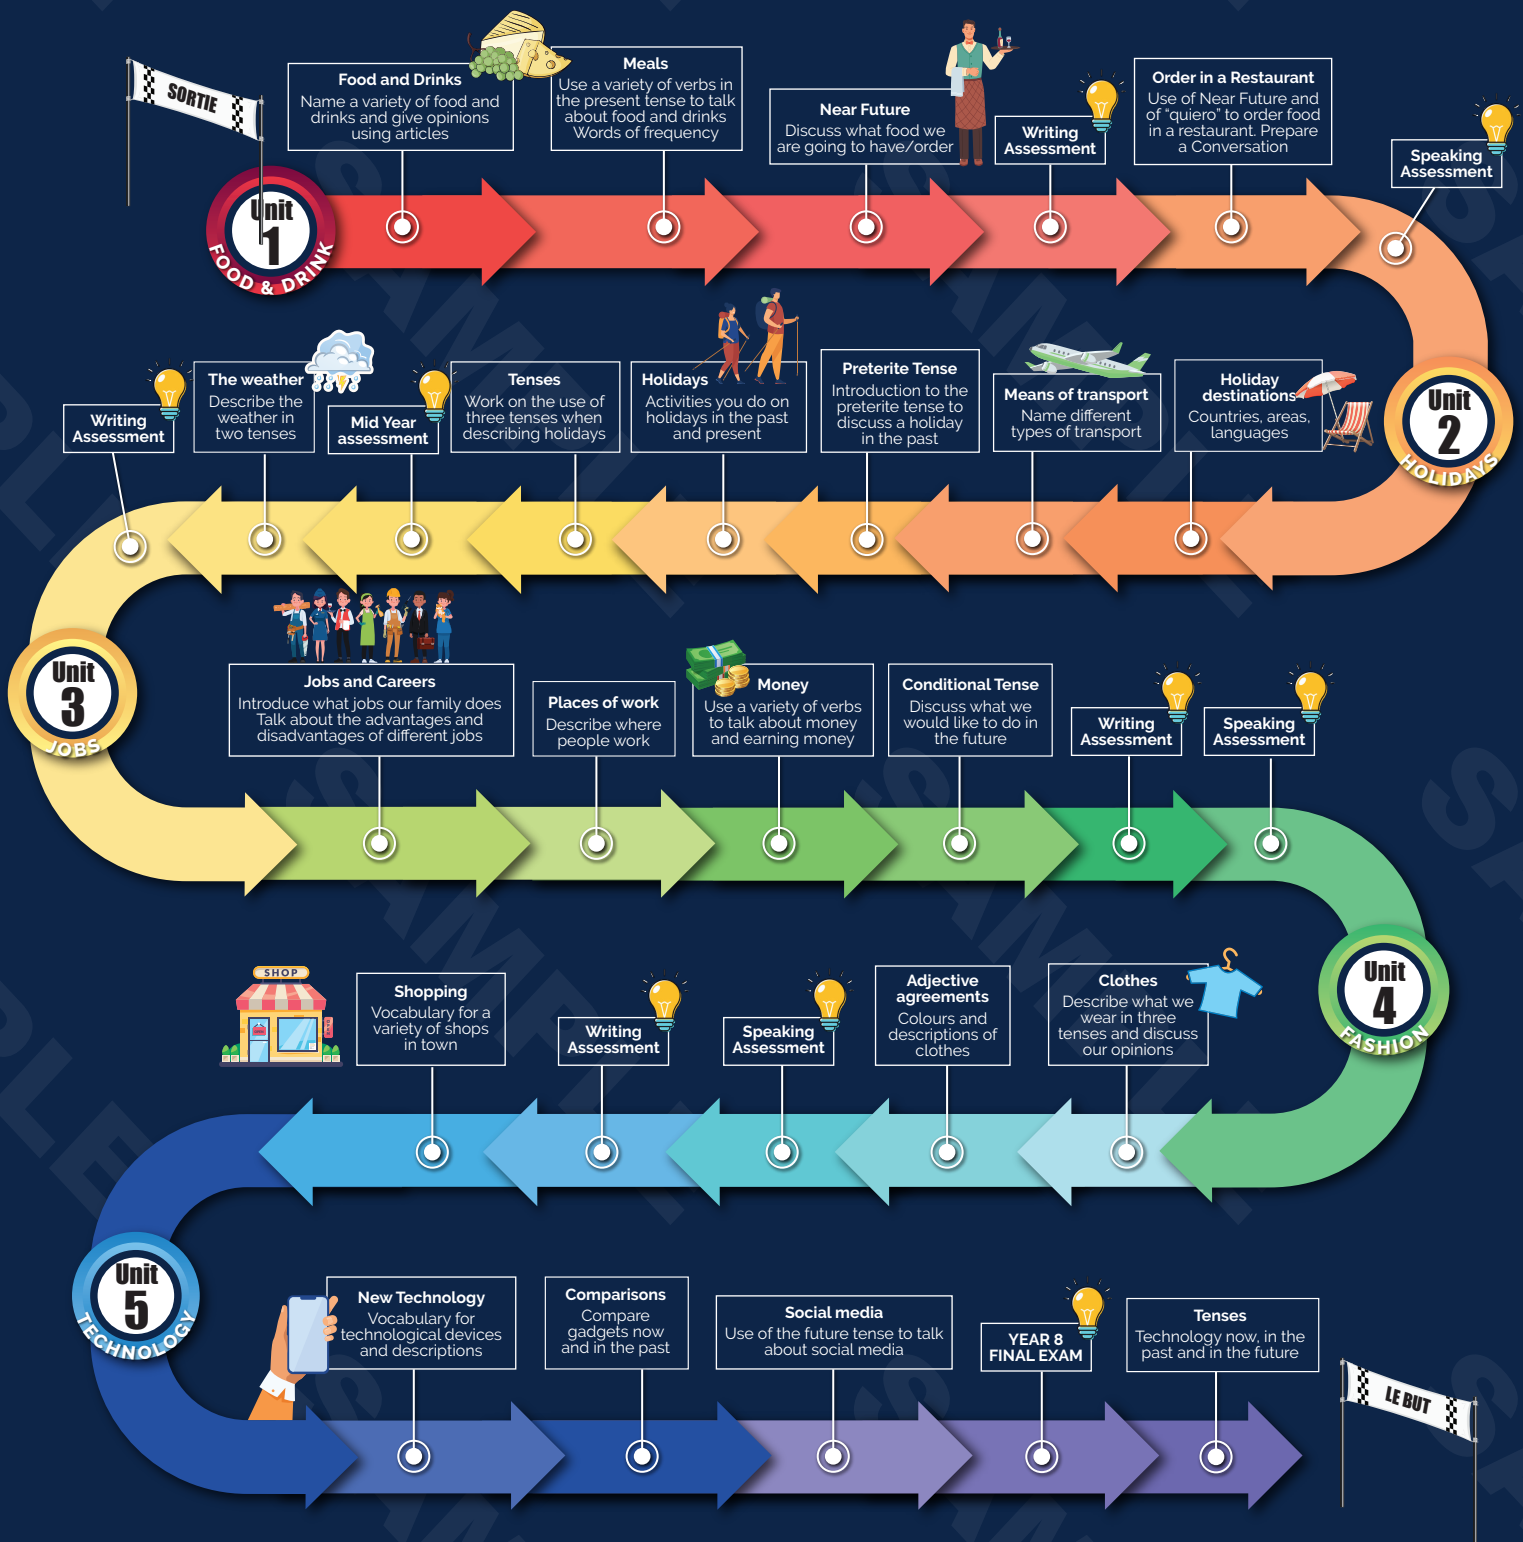 SORTIE
Unit
1
FOOD & DRINK
Food and Drinks
Name a variety of food and
drinks and give opinions
using articles
Meals
Use a variety of verbs in
the present tense to talk
about food and drinks
Words of frequency
Near Future
Discuss what food we
are going to have/order
Writing
Assessment
Order in a Restaurant
Use of Near Future and
of “quiero” to order food
in a restaurant. Prepare
a Conversation
Speaking
Assessment
Unit
2
HOLIDAYS
Holiday
destinations
Countries, areas,
languages
Means of transport
Name different
types of transport
Preterite Tense
Introduction to the
preterite tense to
discuss a holiday
in the past
Holidays
Activities you do on
holidays in the past
and present
Tenses
Work on the use of
three tenses when
describing holidays
Mid Year
assessment
The weather
Describe the
weather in
two tenses
Writing
Assessment
Unit
3
JOBS
Jobs and Careers
Introduce what jobs our family does
Talk about the advantages and
disadvantages of different jobs
Places of work
Describe where
people work
Money
Use a variety of verbs
to talk about money
and earning money
Conditional Tense
Discuss what we
would like to do in
the future
Writing
Assessment
Speaking
Assessment
Unit
4
FASHION
Clothes
Describe what we
wear in three
tenses and discuss
our opinions
Adjective
agreements
Colours and
descriptions of
clothes
Speaking
Assessment
Writing
Assessment
Shopping
Vocabulary for a
variety of shops
in town
SHOP
Unit
5
TECHNOLOGY
New Technology
Vocabulary for
technological devices
and descriptions
Comparisons
Compare
gadgets now
and in the past
Social media
Use of the future tense to talk
about social media
YEAR 8
FINAL EXAM
Tenses
Technology now, in the
past and in the future
LE BUT
SAMPLE